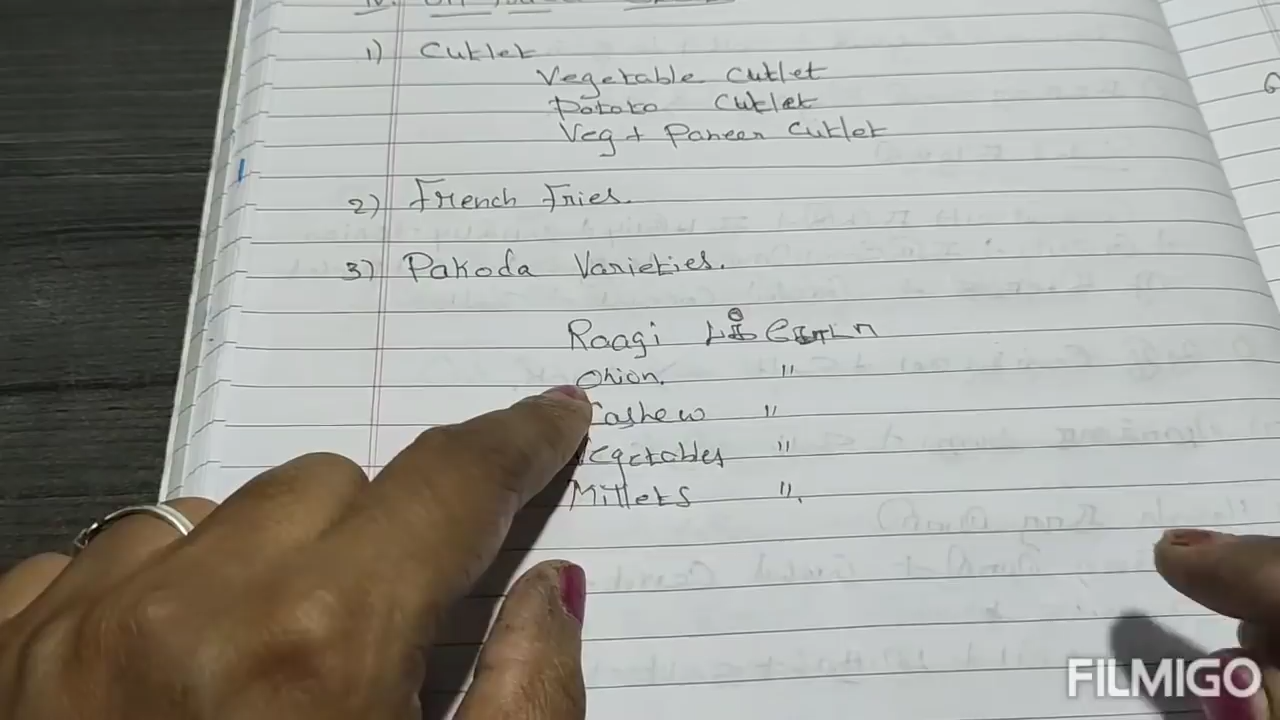 1) Cutlet
Vegetable Cutlet
Potato Cutlet
Veg + Paneer Cutlet
2) French Fries.
3) Pakoda Varieties.
Raagi
Onion. "
Cashew "
Vegetables "
Millets ".
FILMIGO